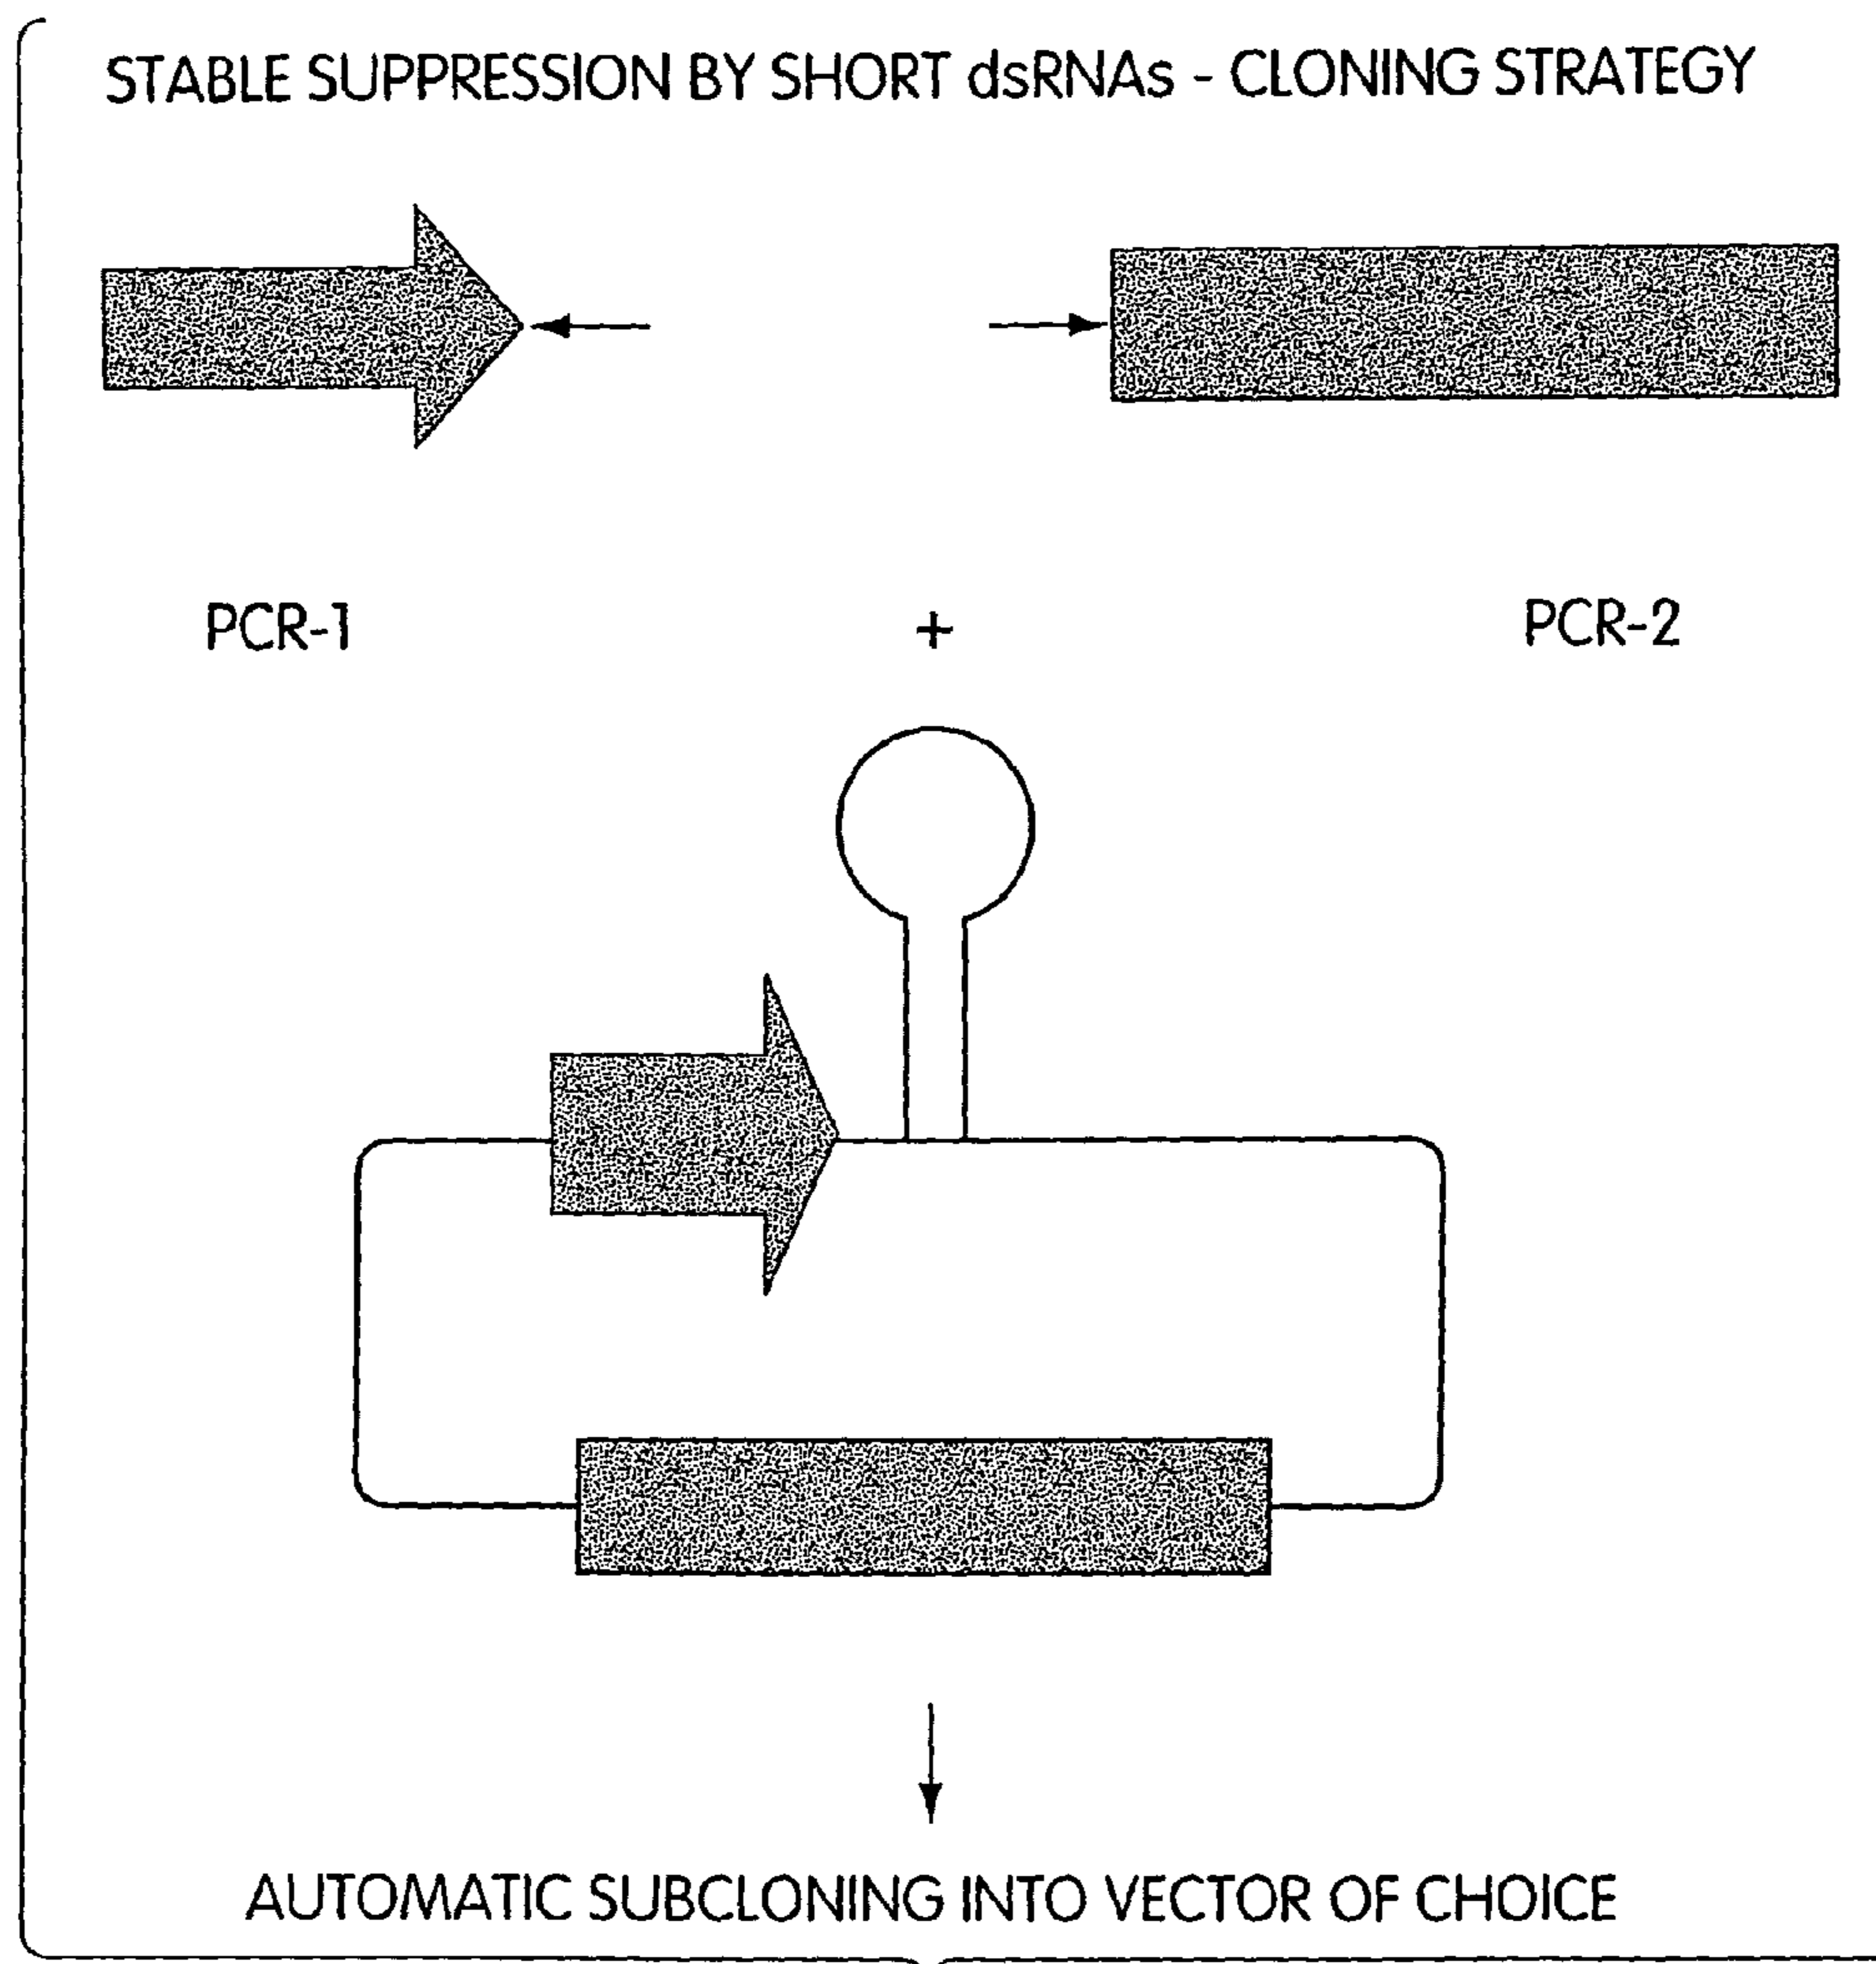 STABLE SUPPRESSION BY SHORT dsRNAs - CLONING STRATEGY
PCR-1 + PCR-2
AUTOMATIC SUBCLONING INTO VECTOR OF CHOICE